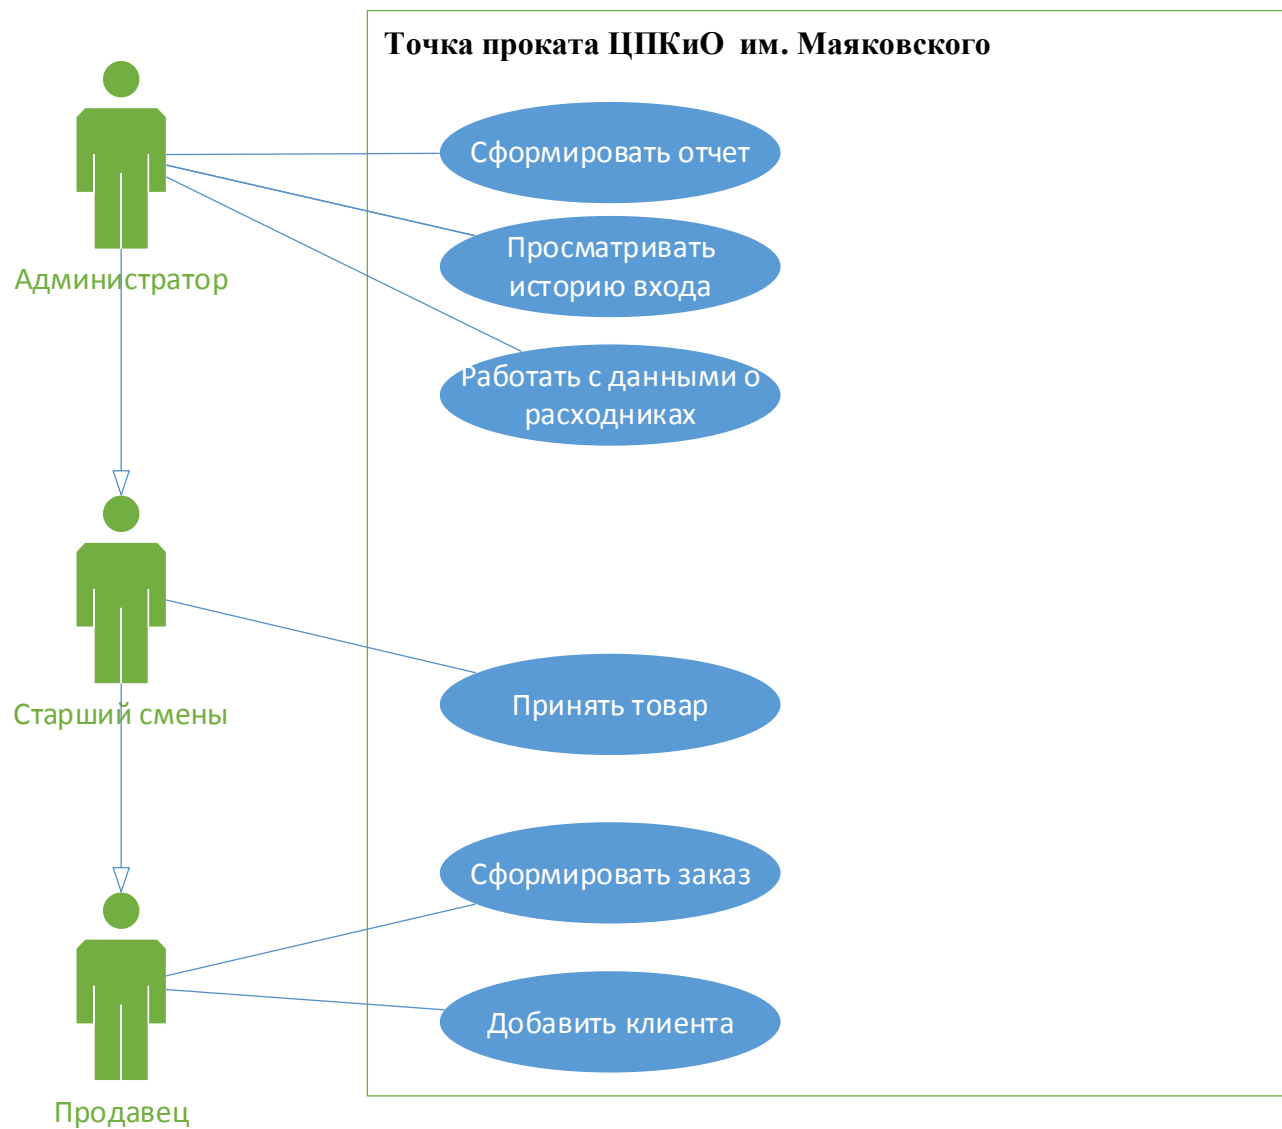 Точка проката ЦПКиО  им. Маяковского
Сформировать отчет
Просматривать
историю входа
Администратор
Работать с данными о
расходниках
Принять товар
Старший смены
Сформировать заказ
Добавить клиента
Продавец